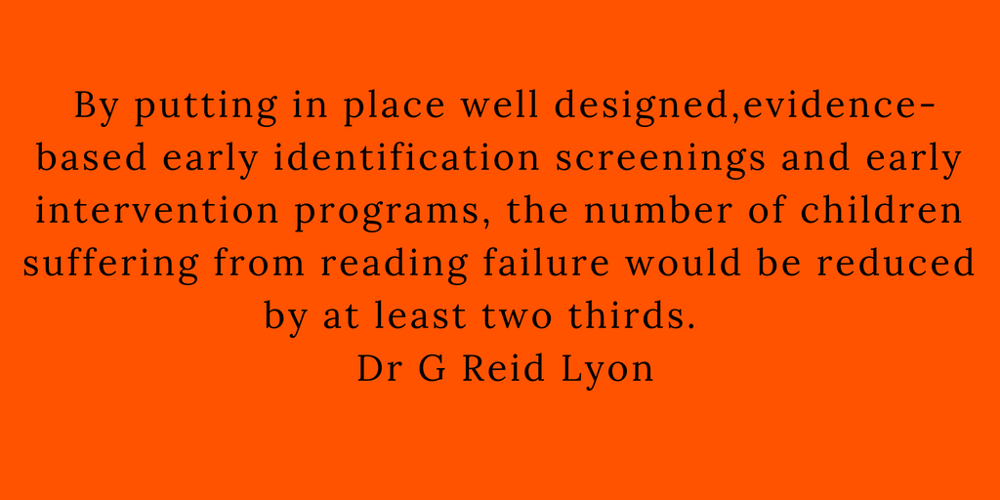 By putting in place well designed,evidence-
based early identification screenings and early
intervention programs, the number of children
suffering from reading failure would be reduced
by at least two thirds.
Dr G Reid Lyon